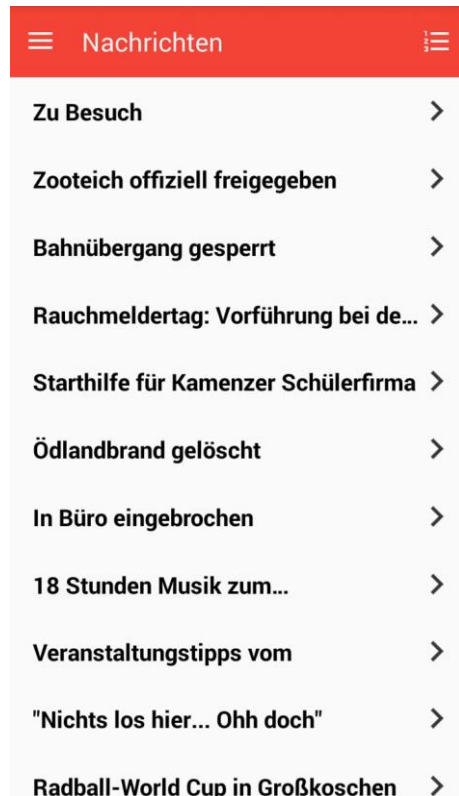 Nachrichten
Zu Besuch
Zooteich offiziell freigegeben
Bahnübergang gesperrt
Rauchmeldertag: Vorführung bei de...
Starthilfe für Kamenzer Schülerfirma
Ödlandbrand gelöscht
In Büro eingebrochen
18 Stunden Musik zum...
Veranstaltungstipps vom
"Nichts los hier... Ohh doch"
Radball-World Cup in Großkoschen